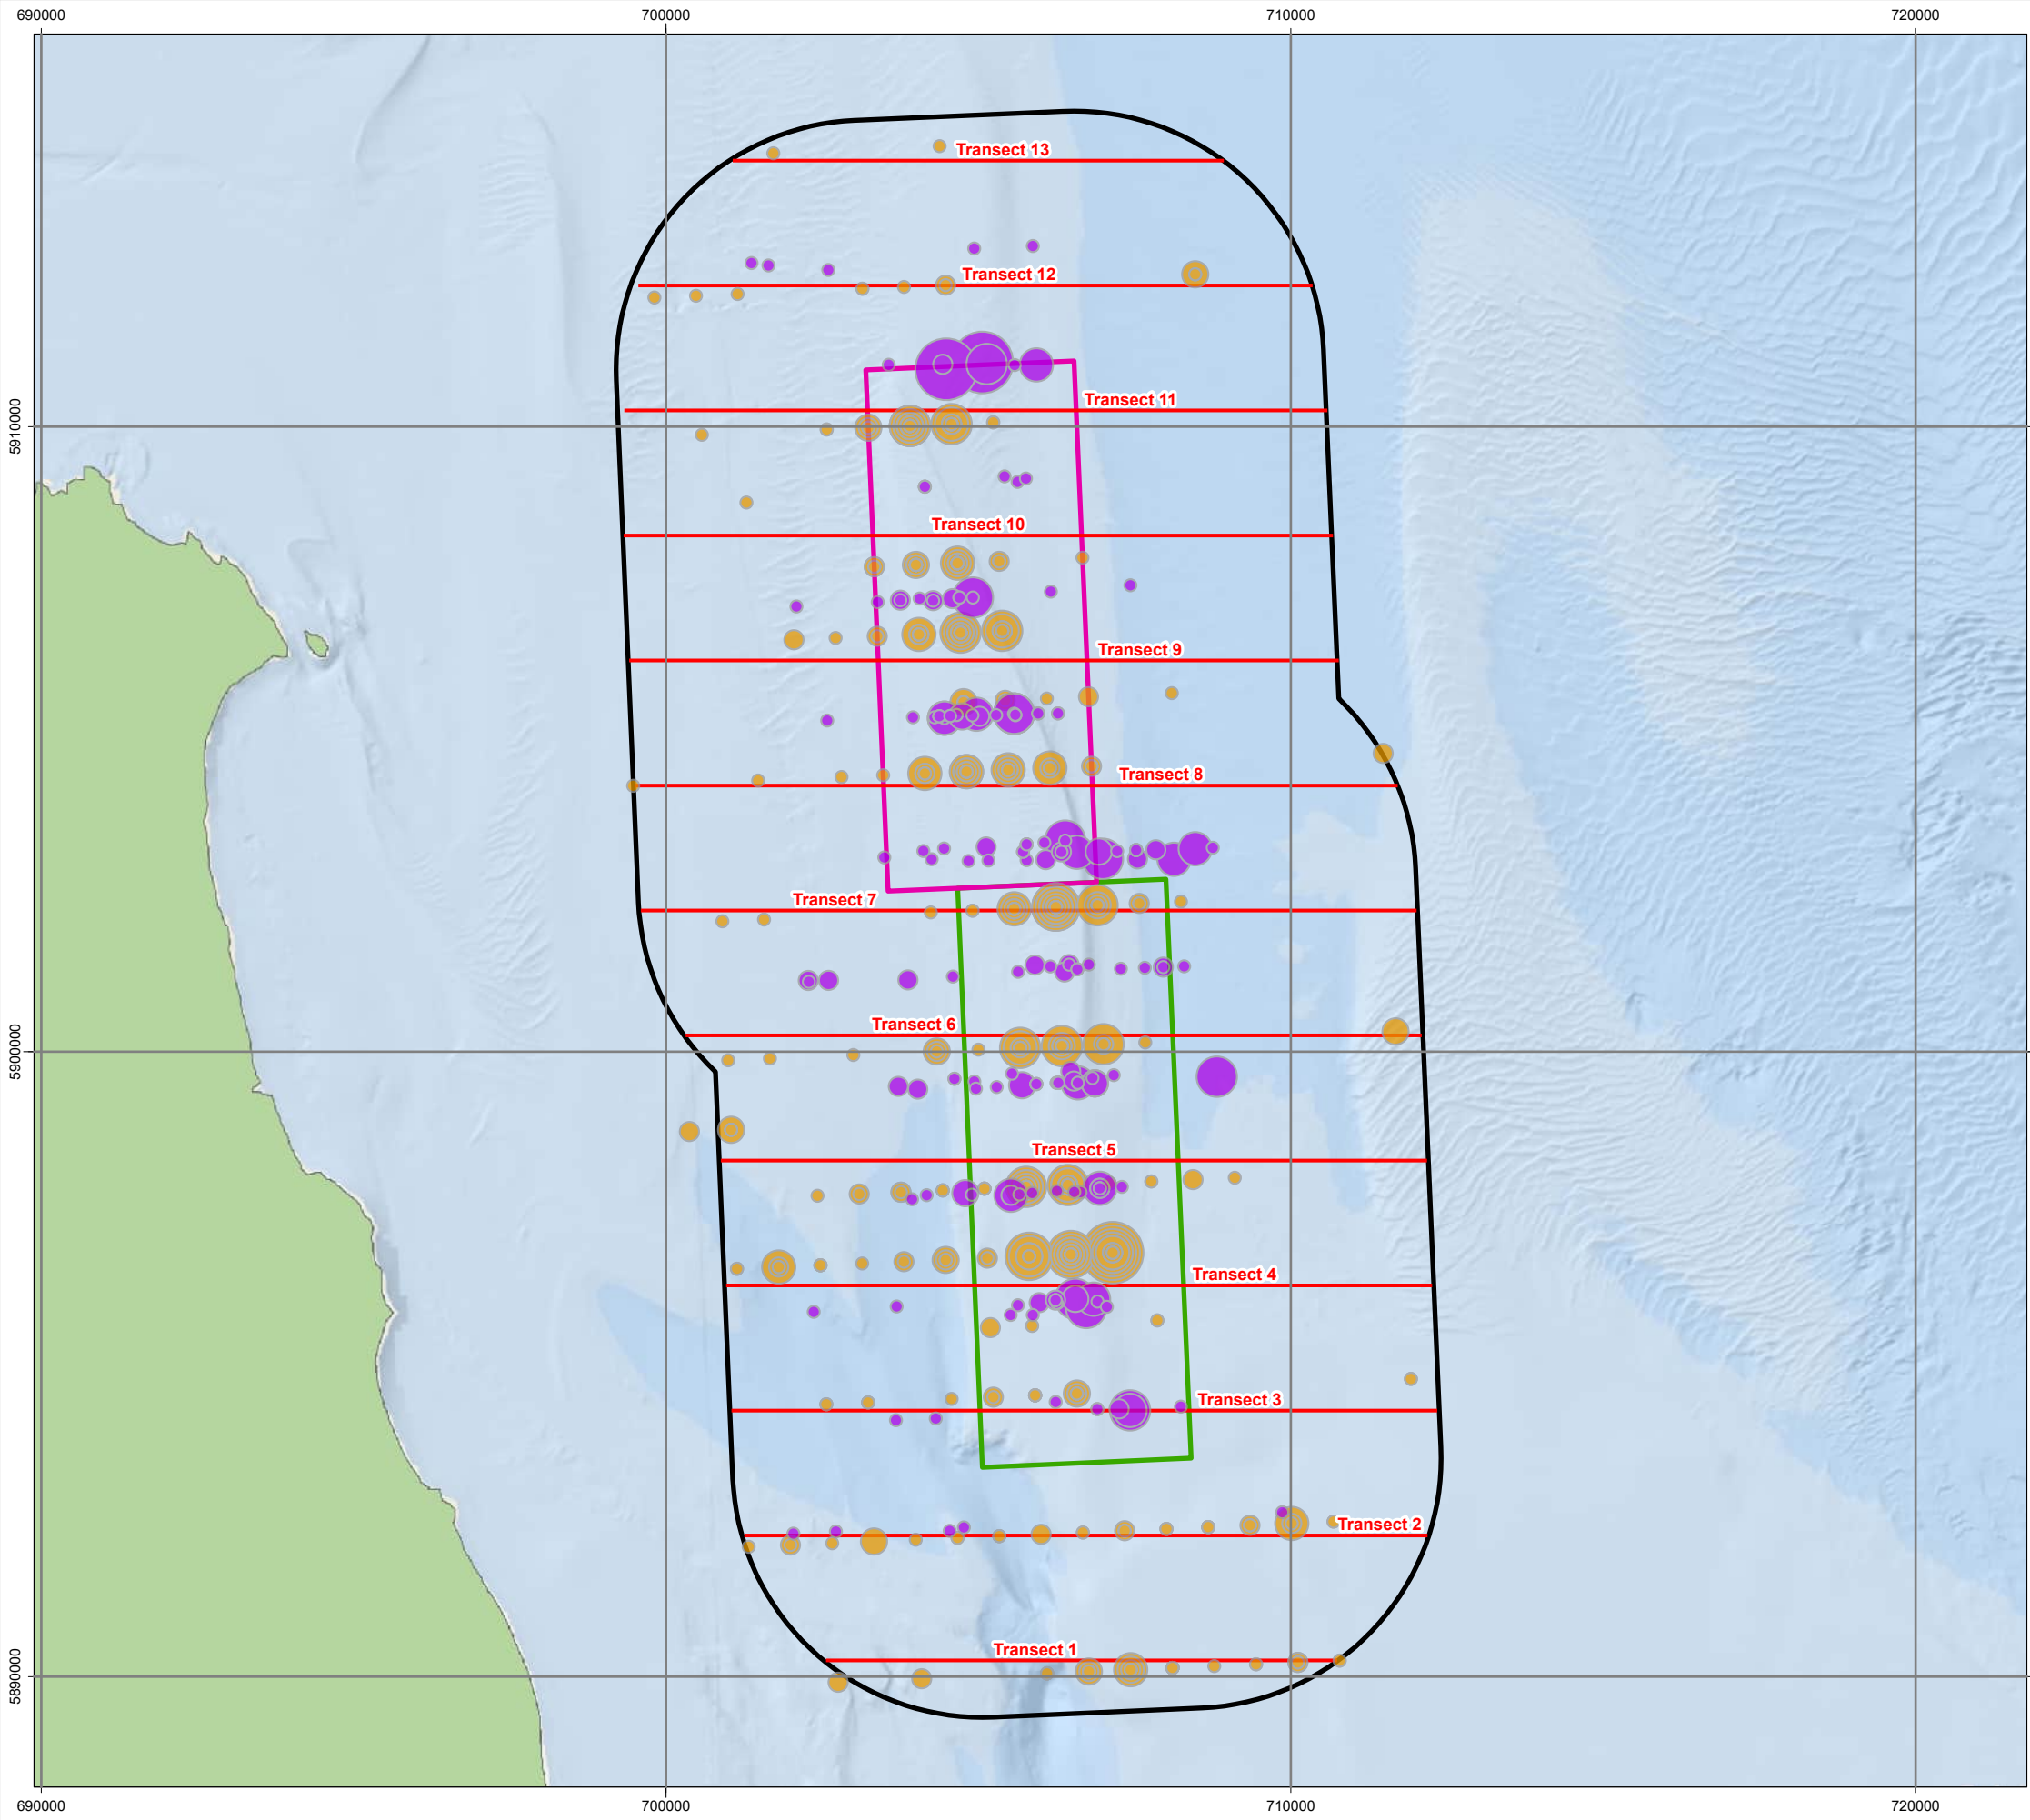 690000 700000 710000 720000
Transect 13
Transect 12
Transect 11
5910000
Transect 10
Transect 9
Transect 8
Transect 7
Transect 6
5900000
Transect 5
Transect 4
Transect 3
Transect 2
Transect 1
5890000
690000 700000 710000 720000